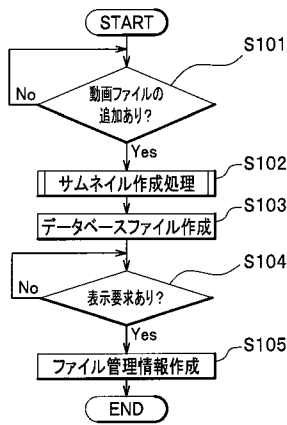 START
S101
動画ファイルの
追加あり?
No
Yes
S102
サムネイル作成処理
S103
データベースファイル作成
S104
No
表示要求あり?
Yes
S105
ファイル管理情報作成
END